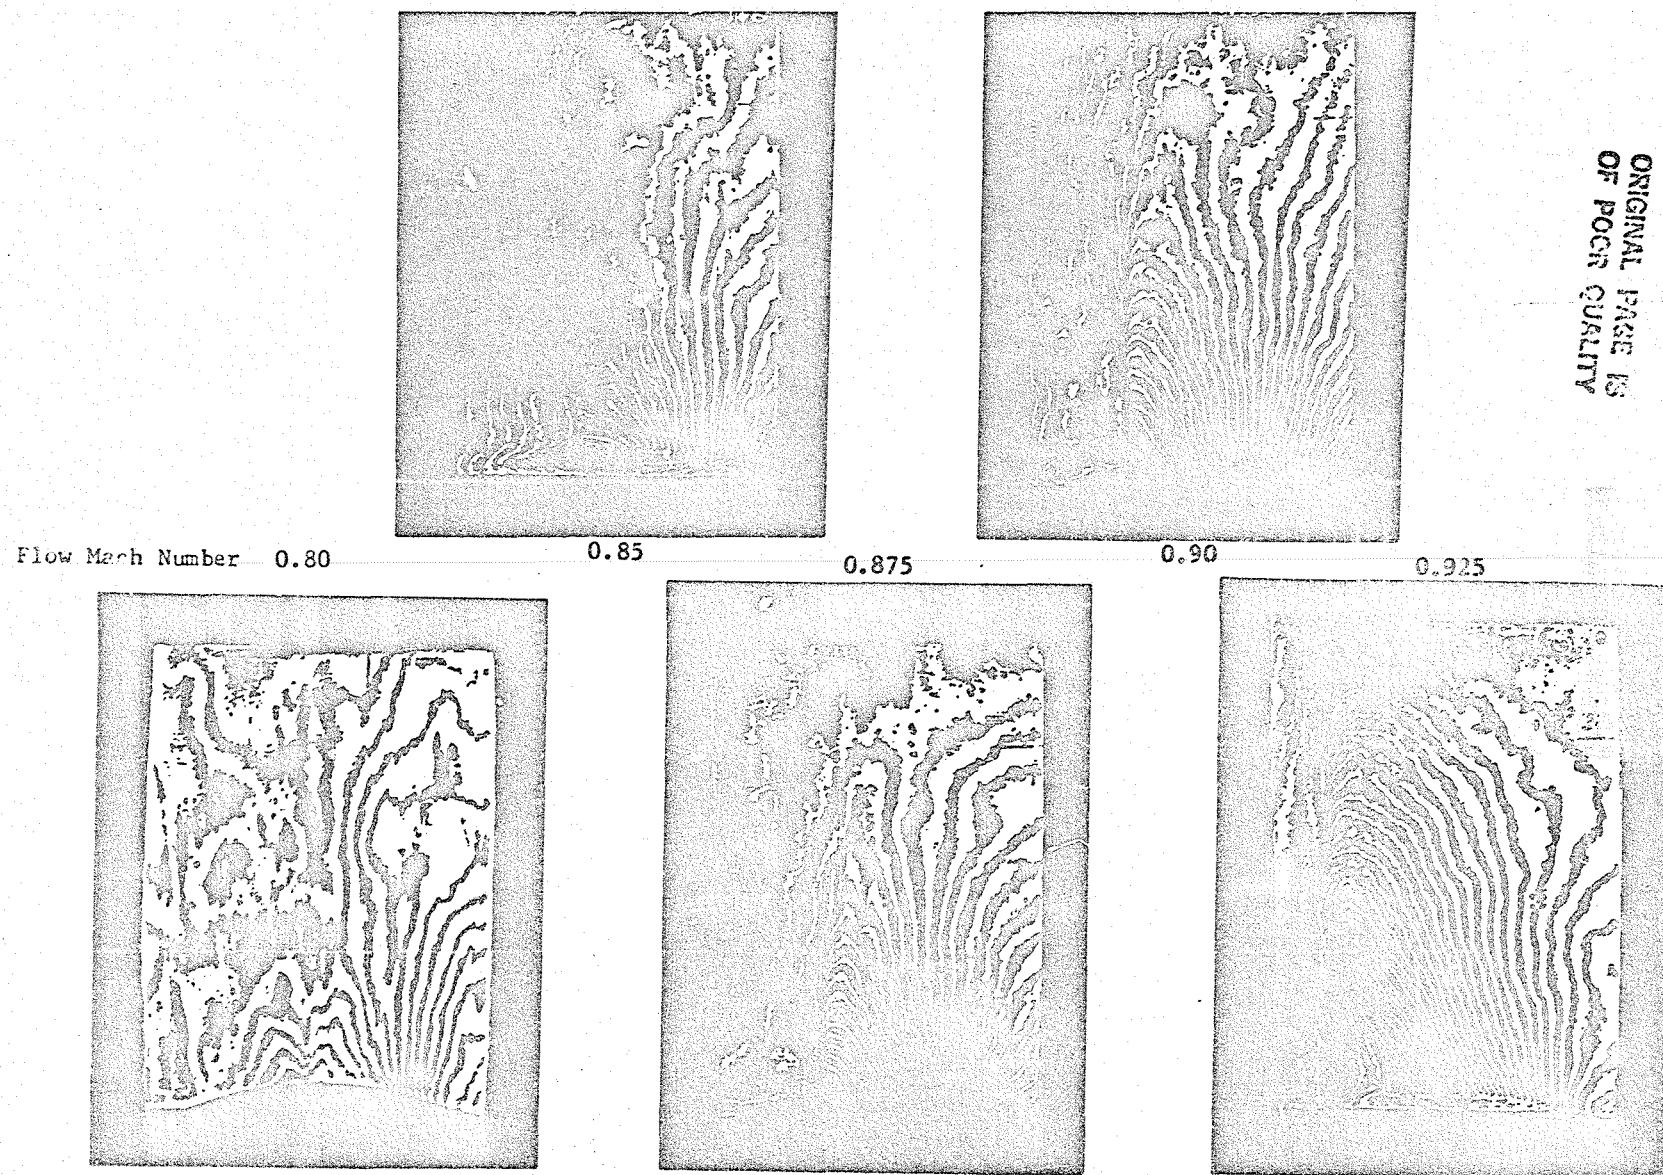 ORIGINAL PAGE IS
OF POOR QUALITY
Flow Mach Number 0.80
0.85
0.875
0.90
0.925